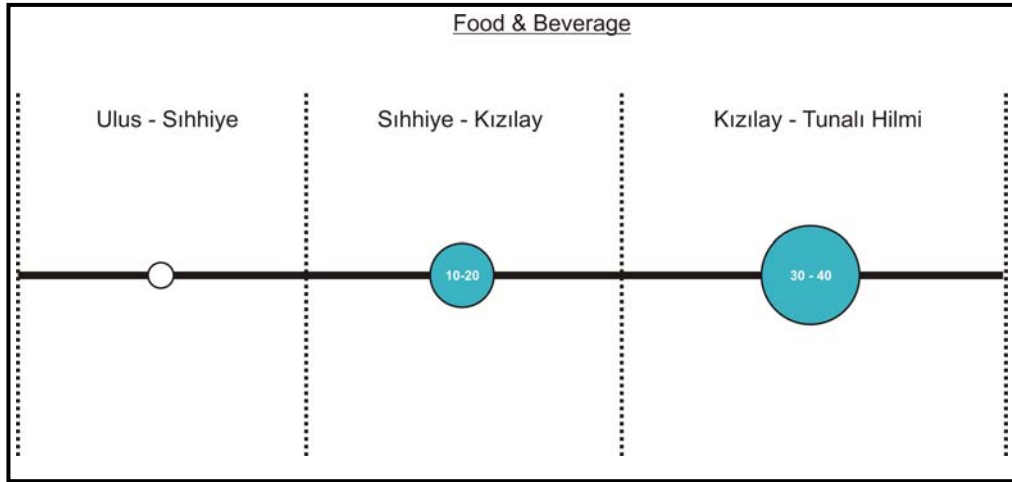 Food & Beverage
Ulus - Sıhhiye
Sıhhiye - Kızılay
Kızılay - Tunalı Hilmi
10-20
30 - 40